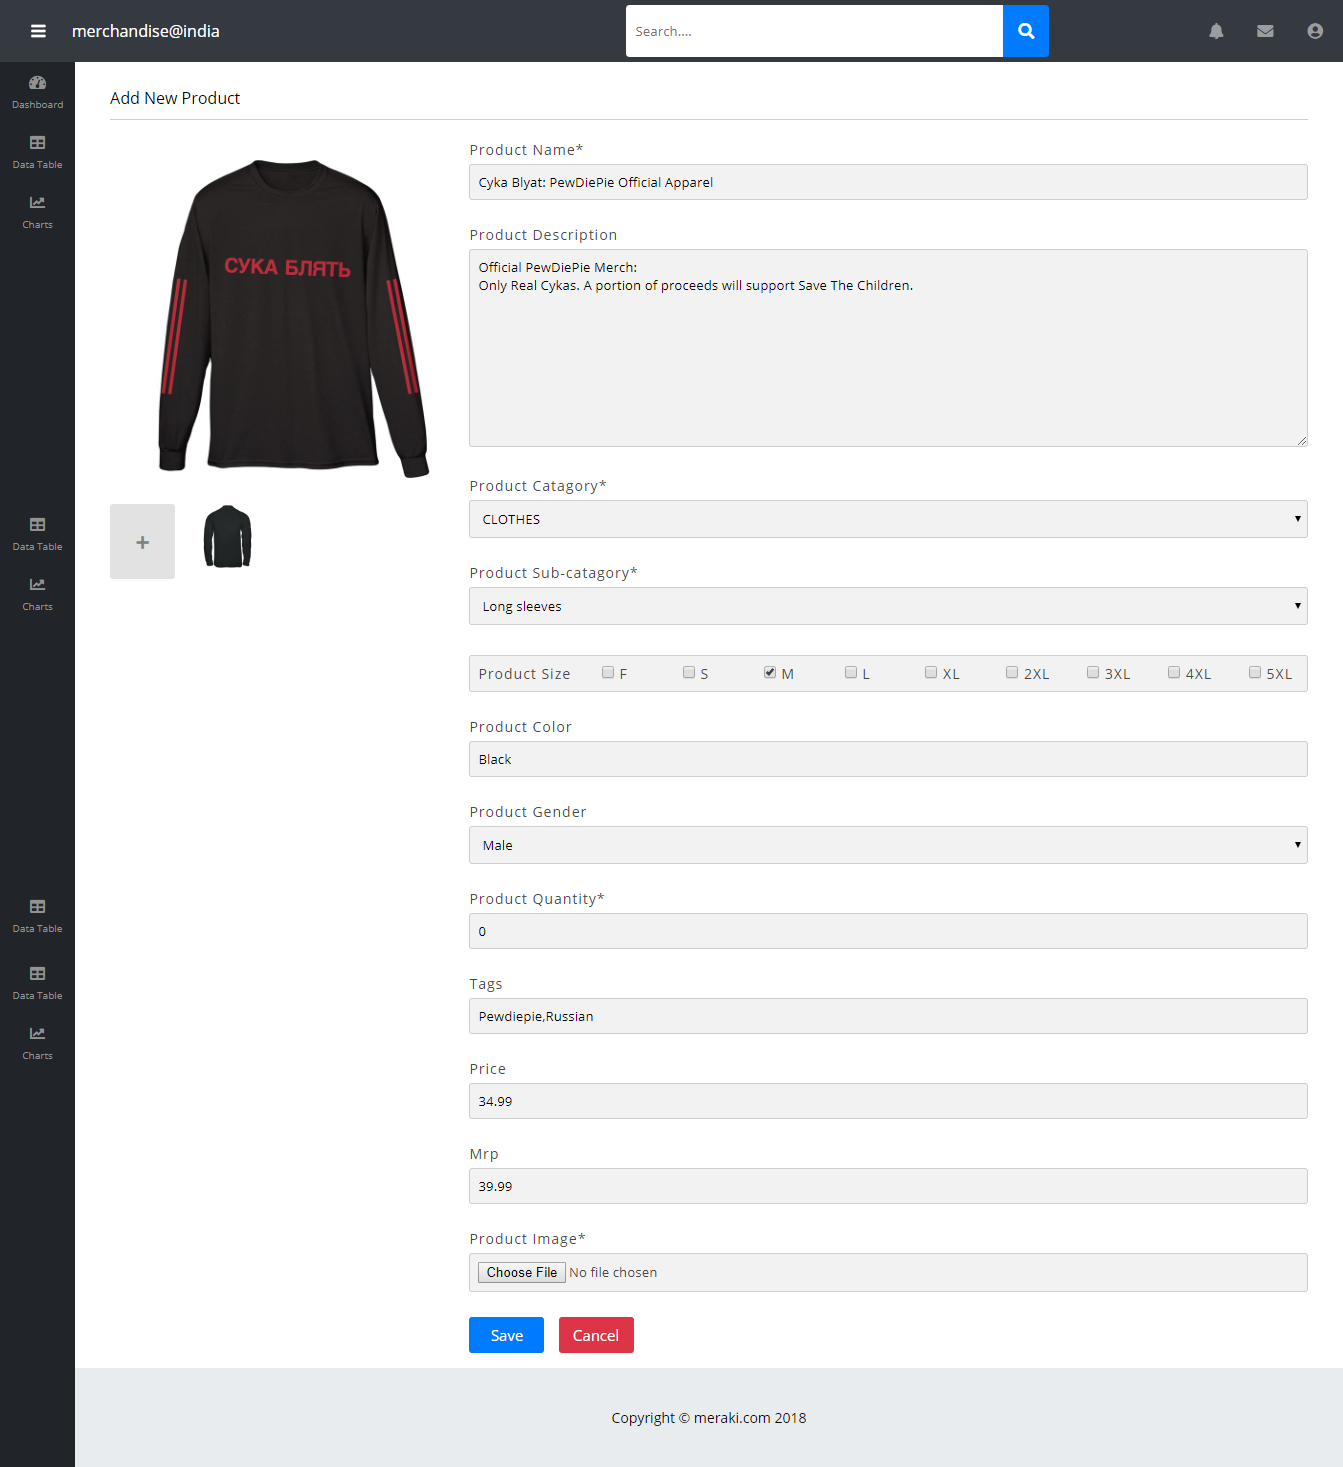 merchandise@india
Search....
Dashboard
Data Table
Charts
Data Table
Charts
Data Table
Data Table
Charts
Add New Product
СУКА БЛЯТЬ
+
Product Name*
Cyka Blyat: PewDiePie Official Apparel
Product Description
Official PewDiePie Merch:
Only Real Cykas. A portion of proceeds will support Save The Children.
Product Catagory*
CLOTHES
Product Sub-catagory*
Long sleeves
Product Size F S M L XL 2XL 3XL 4XL 5XL
Product Color
Black
Product Gender
Male
Product Quantity*
0
Tags
Pewdiepie,Russian
Price
34.99
Mrp
39.99
Product Image*
Choose File No file chosen
Save Cancel
Copyright © meraki.com 2018